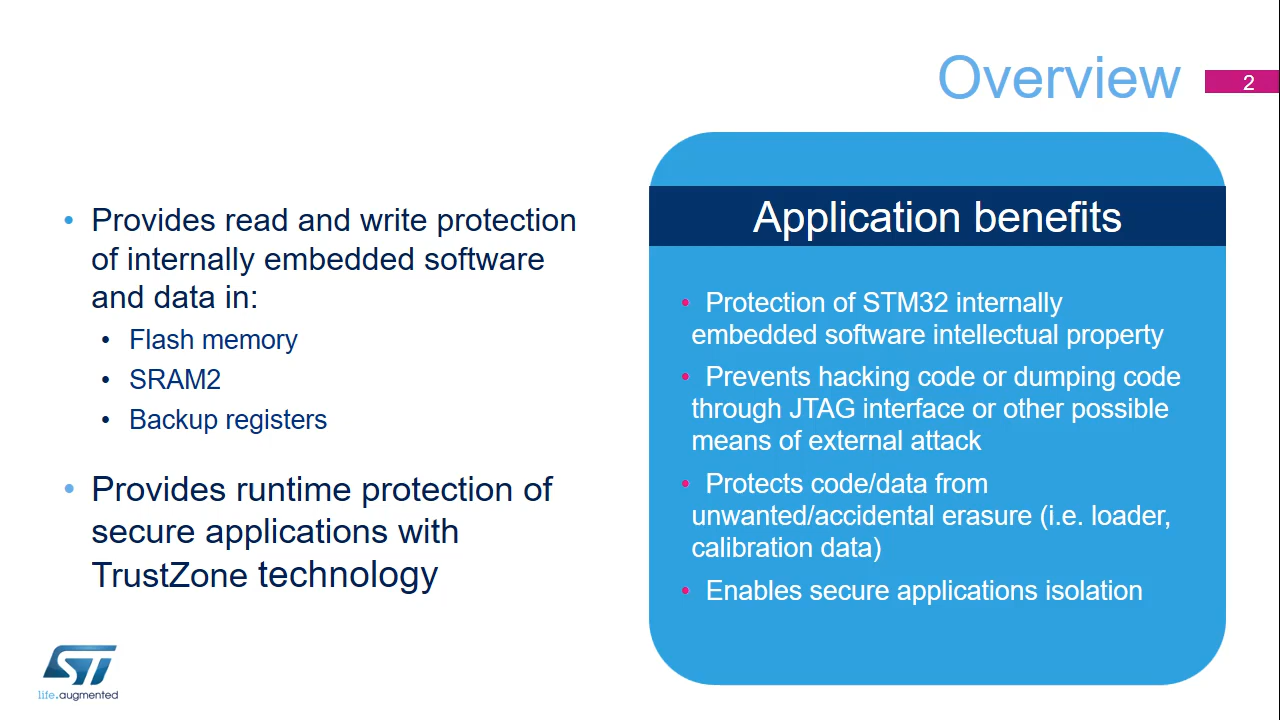 Overview
2
• Provides read and write protection
of internally embedded software
and data in:
• Flash memory
• SRAM2
• Backup registers
• Provides runtime protection of
secure applications with
TrustZone technology
Application benefits
• Protection of STM32 internally
embedded software intellectual property
• Prevents hacking code or dumping code
through JTAG interface or other possible
means of external attack
• Protects code/data from
unwanted/accidental erasure (i.e. loader,
calibration data)
• Enables secure applications isolation
ST
life.augmented